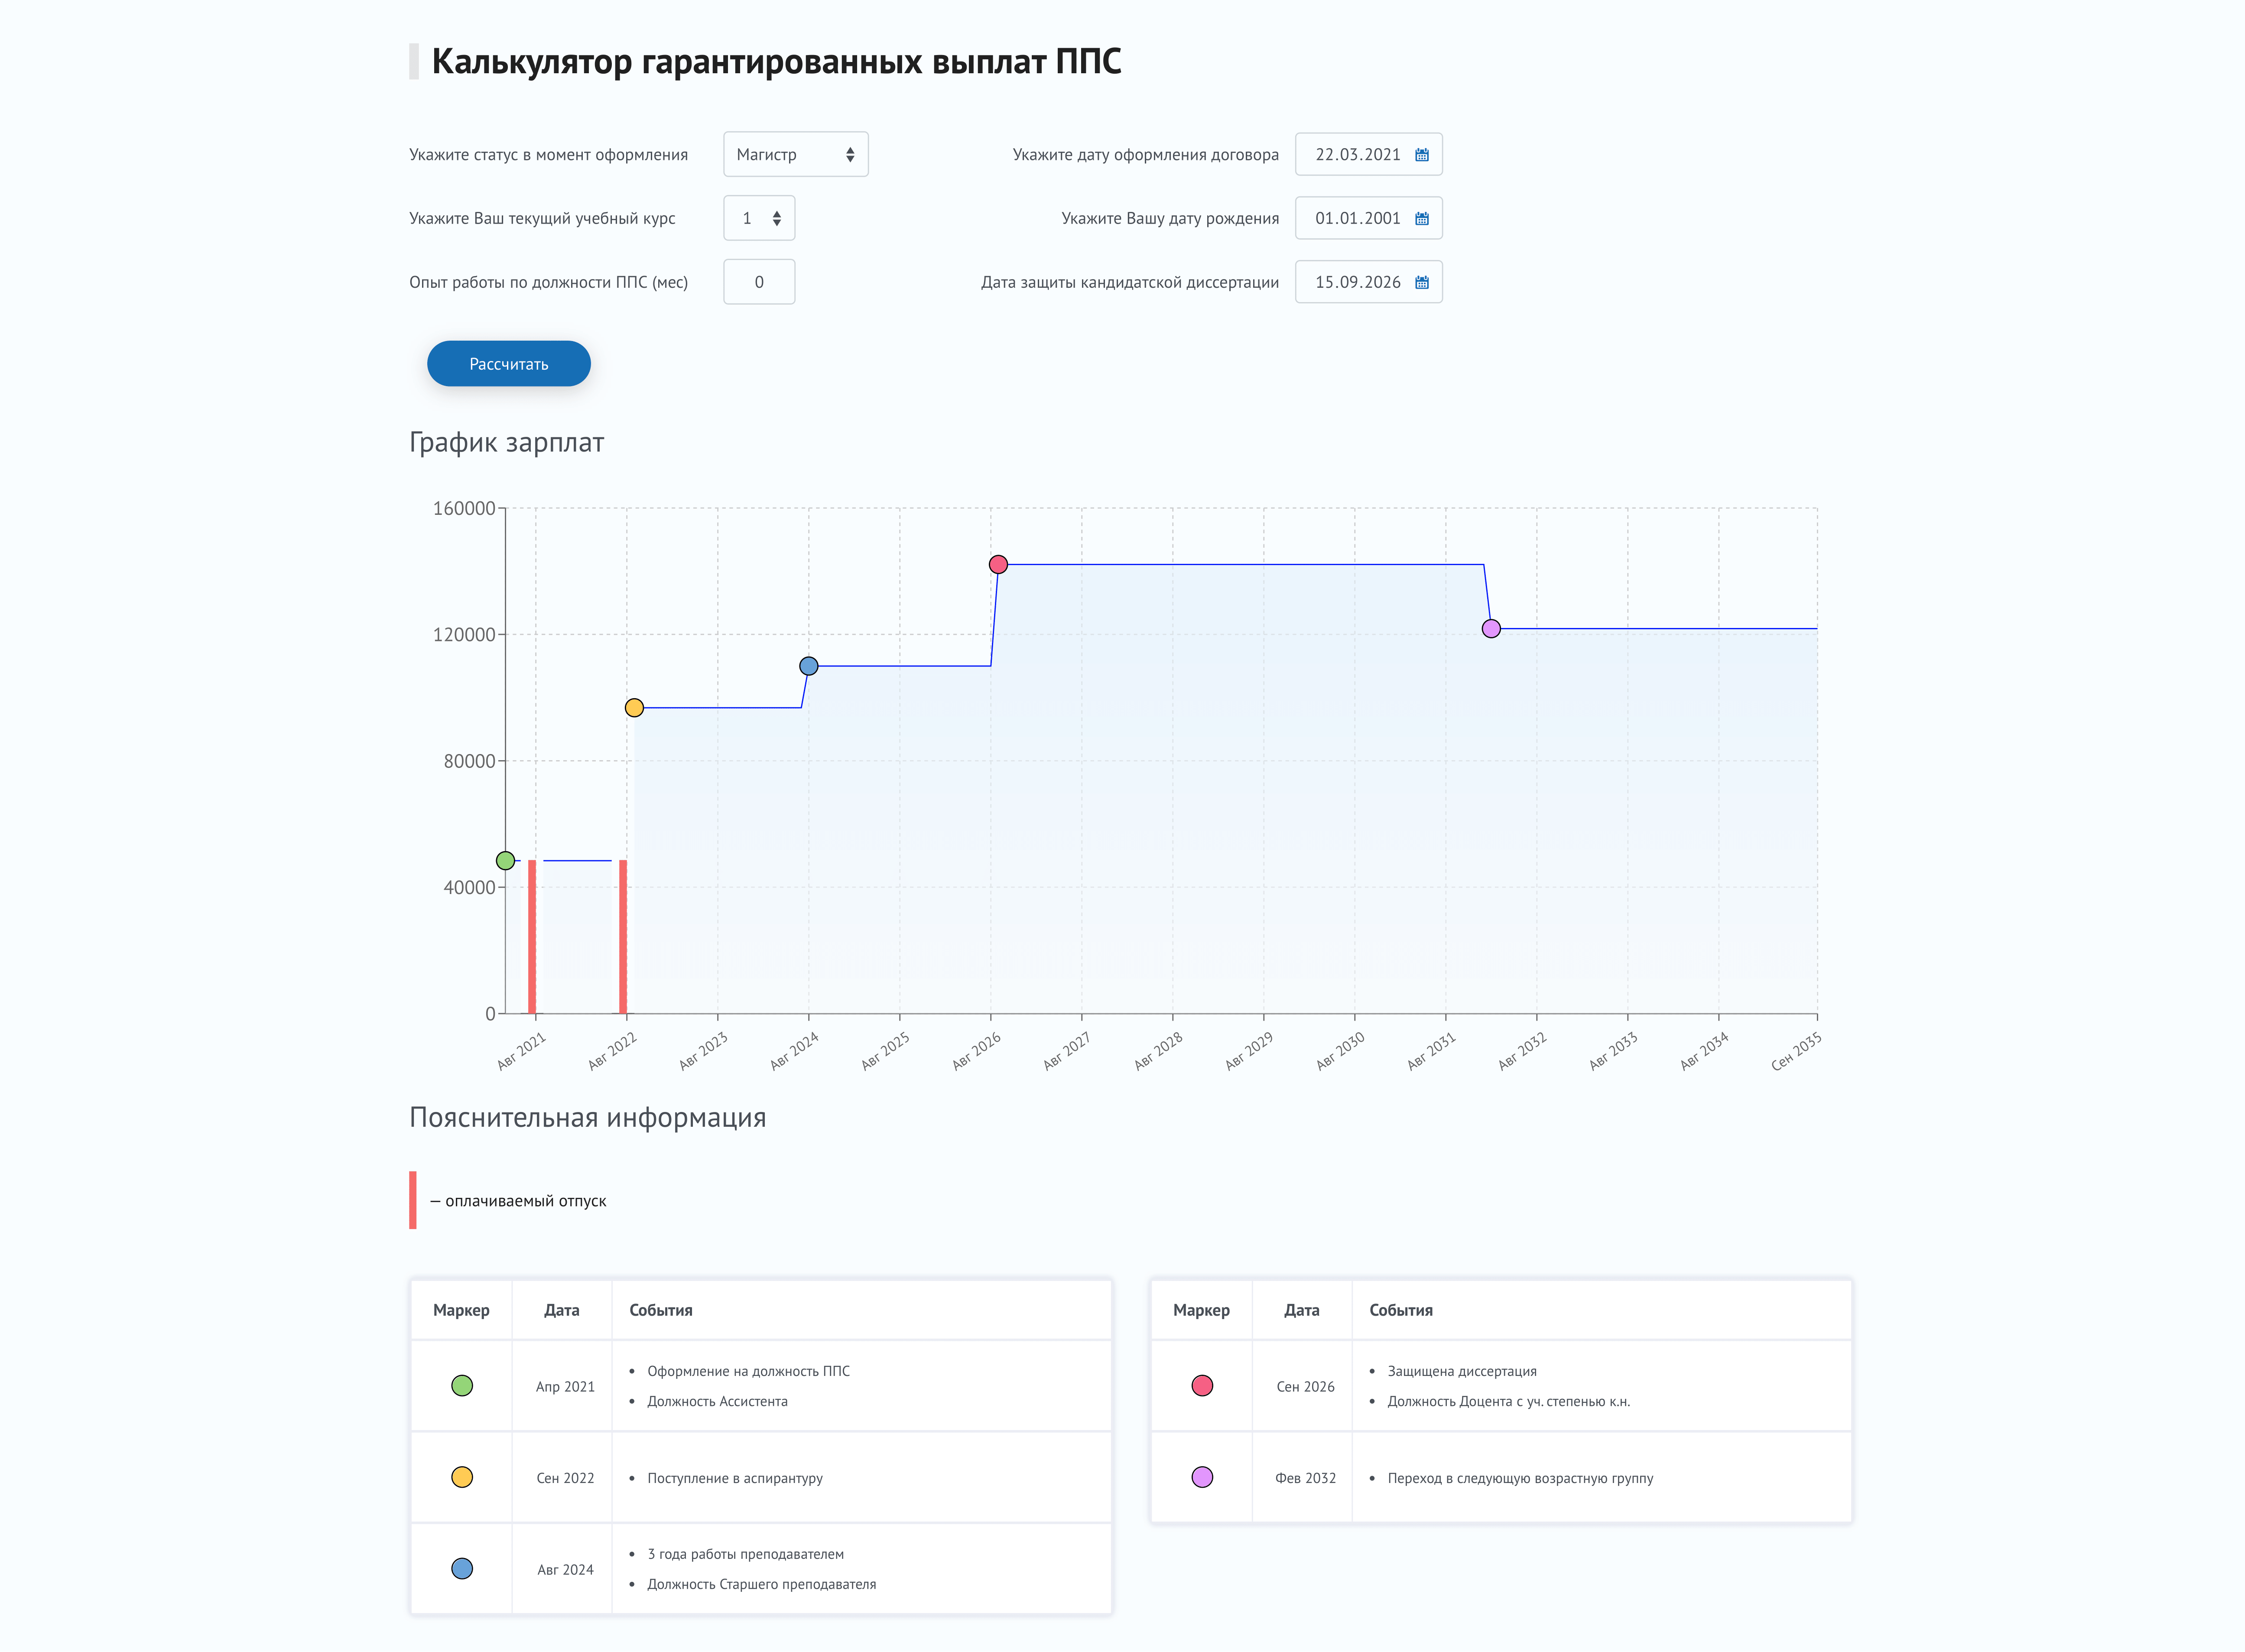 Калькулятор гарантированных выплат ППС
Укажите статус в момент оформления
Магистр
Укажите дату оформления договора
22.03.2021
Укажите Ваш текущий учебный курс
1
Укажите Вашу дату рождения
01.01.2001
Опыт работы по должности ППС (мес)
0
Дата защиты кандидатской диссертации
15.09.2026
Рассчитать
График зарплат
160000
120000
80000
40000
0
Авг 2021
Авг 2022
Авг 2023
Авг 2024
Авг 2025
Авг 2026
Авг 2027
Авг 2028
Авг 2029
Авг 2030
Авг 2031
Авг 2032
Авг 2033
Авг 2034
Сен 2035
Пояснительная информация
— оплачиваемый отпуск
Маркер Дата События
Апр 2021
• Оформление на должность ППС
• Должность Ассистента
Сен 2022
• Поступление в аспирантуру
Авг 2024
• 3 года работы преподавателем
• Должность Старшего преподавателя
Маркер Дата События
Сен 2026
• Защищена диссертация
• Должность Доцента с уч. степенью к.н.
Фев 2032
• Переход в следующую возрастную группу